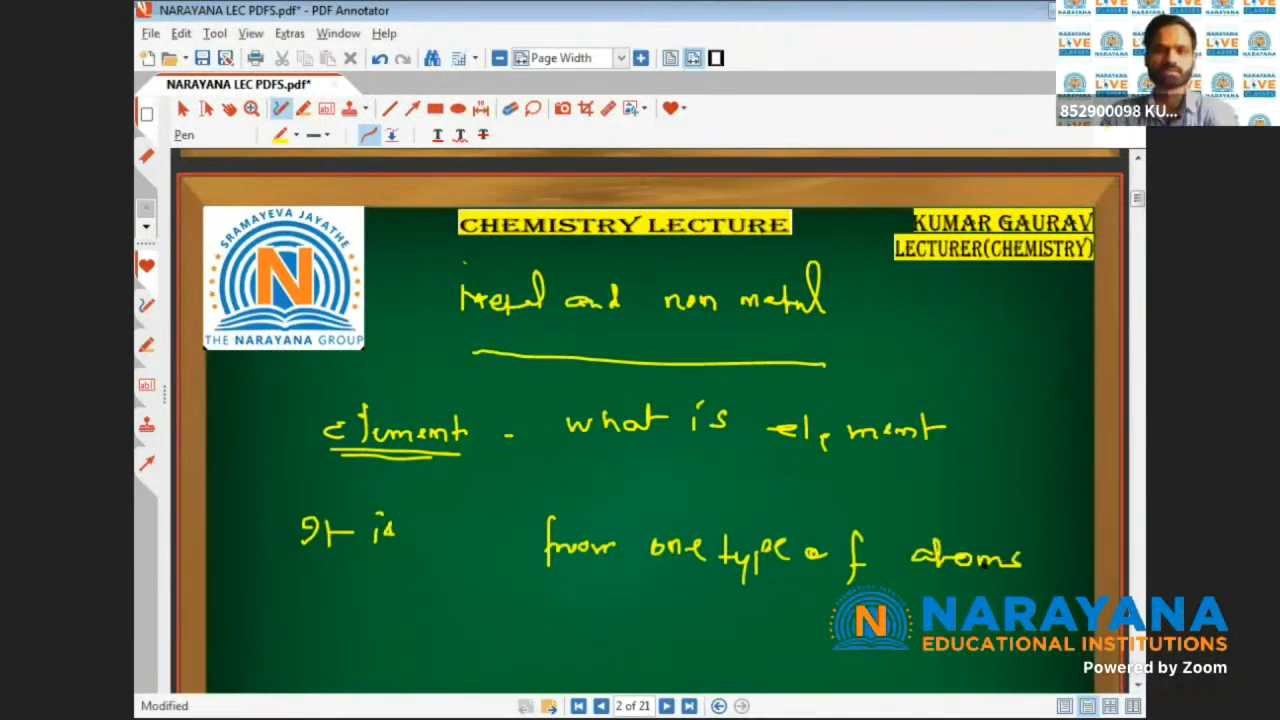 NARAYANA LEC PDFS.pdf* - PDF Annotator
File Edit Tool View Extras Window Help
Page Width
NARAYANA LEC PDFS.pdf*
Pen
852900098 KU...
SRAMAYEVA JAYATHE
N
THE NARAYANA GROUP
CHEMISTRY LECTURE
KUMAR GAURAV
LECTURER(CHEMISTRY)
Metal and non metal
element - what is element
It is from one type of atoms
N NARAYANA
EDUCATIONAL INSTITUTIONS
Powered by Zoom
Modified
2 of 21